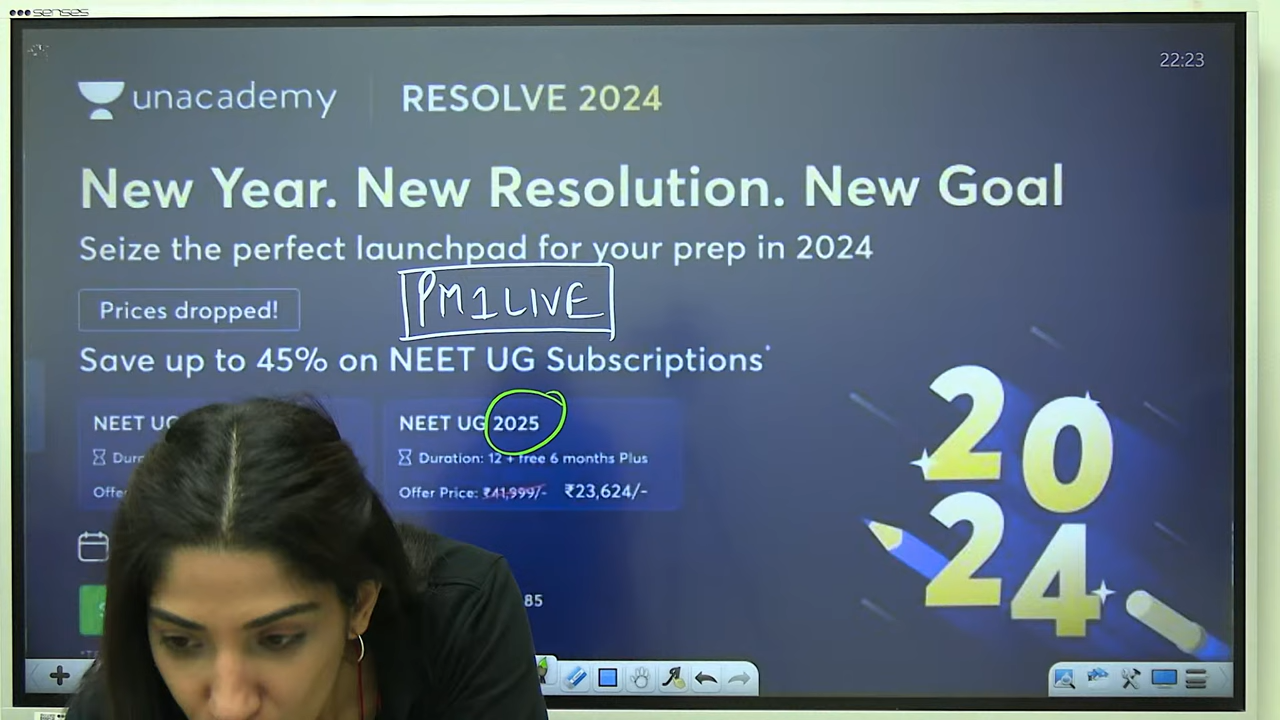 senses
22:23
unacademy RESOLVE 2024
New Year. New Resolution. New Goal
Seize the perfect launchpad for your prep in 2024
PM1LIVE
Prices dropped!
Save up to 45% on NEET UG Subscriptions*
NEET UG
NEET UG 2025
Duration: 12 + free 6 months Plus
Offer Price: ₹41,999/- ₹23,624/-
85
20
24